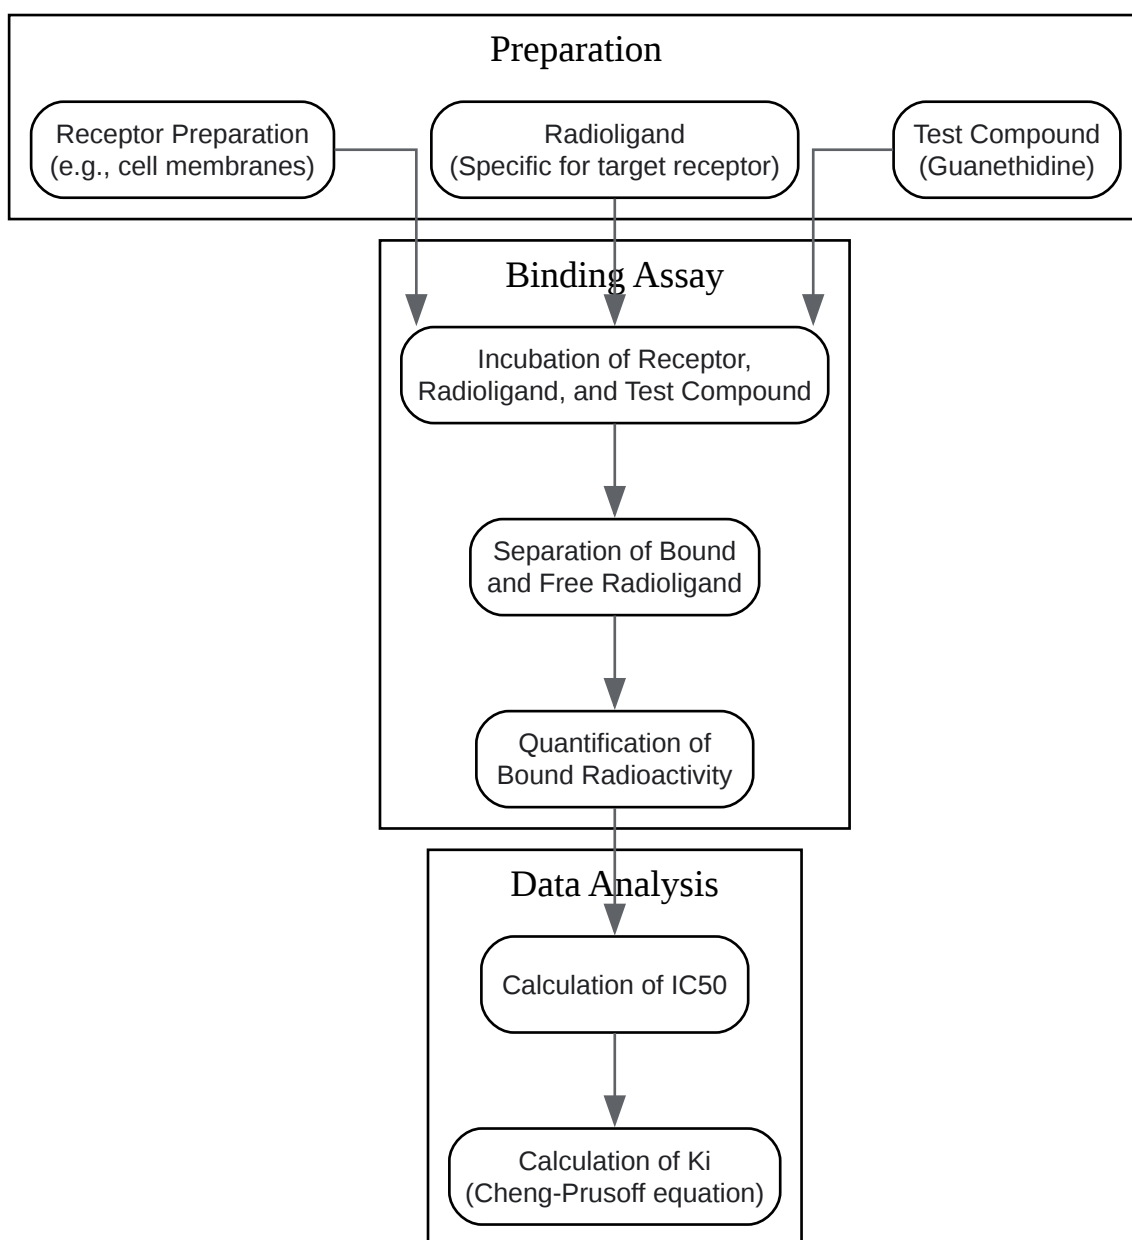 Preparation
Receptor Preparation
(e.g., cell membranes)
Radioligand
(Specific for target receptor)
Test Compound
(Guanethidine)
Binding Assay
Incubation of Receptor,
Radioligand, and Test Compound
Separation of Bound
and Free Radioligand
Quantification of
Bound Radioactivity
Data Analysis
Calculation of IC50
Calculation of Ki
(Cheng-Prusoff equation)